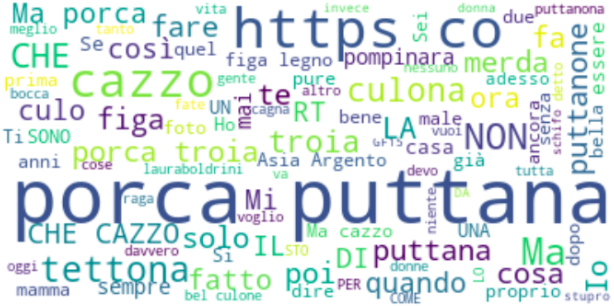 Ma porca fare https co Sei due puttanona
vita invece donna
meglio tanto
CHE Se così quel figa legno pompinara fa
prima cazzo gente pure nessuno merda adesso
bocca te altro culona ora puttanone bella essere
culo figa fate UN cagna mai RT bene LA male NON ancora senza schifo detto
Ti SONO foto Ho vuoi
porca troia troia GFTS casa
anni cose Asia Argento già
lauraboldrini va devo tutta
porca puttana
raga Mi voglio niente DA
CHE CAZZO solo IL STO Ma cazzo UNA Ma dopo Io
davvero Si DI puttana
oggi tettona poi donne LO cosa
mamma sempre fatto dire PER quando proprio
bel culone COME stupro